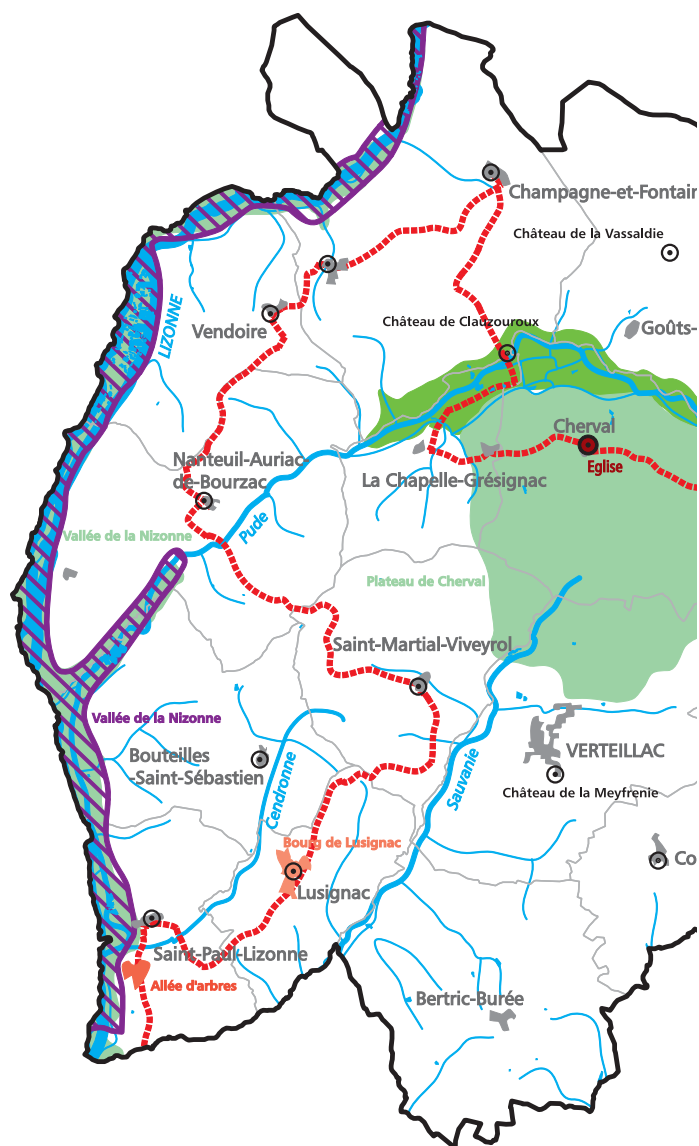 Champagne-et-Fontain
Château de la Vassaldie
LIZONNE
Vendoire
Château de Clauzouroux
Goûts-
Cherval
Eglise
Nanteuil-Auriac
de-Bourzac
La Chapelle-Grésignac
Pude
Vallée de la Nizonne
Plateau de Cherval
Saint-Martial-Viveyrol
Vallée de la Nizonne
Bouteilles
-Saint-Sébastien
Cendronne
Sauvanie
VERTEILLAC
Château de la Meyfrenie
Bourg de Lusignac
Co
Lusignac
Saint-Paul-Lizonne
Allée d'arbres
Bertric-Burée